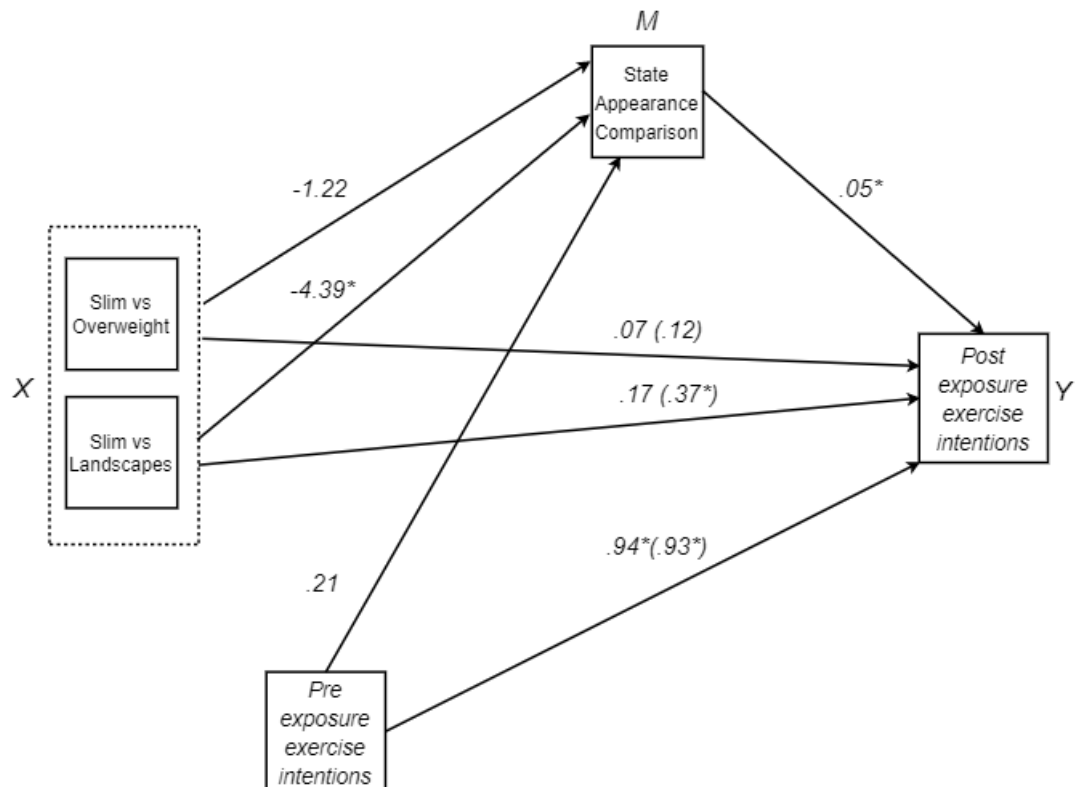 M
State
Appearance
Comparison
-1.22
.05*
Slim vs
Overweight
-4.39*
.07 (.12)
X
Slim vs
Landscapes
.17 (.37*)
Post
exposure
exercise
intentions
Y
.94*(.93*)
.21
Pre
exposure
exercise
intentions